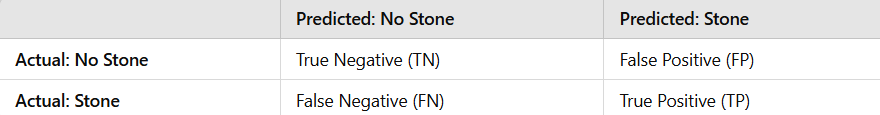 Predicted: No Stone Predicted: Stone
Actual: No Stone True Negative (TN) False Positive (FP)
Actual: Stone False Negative (FN) True Positive (TP)